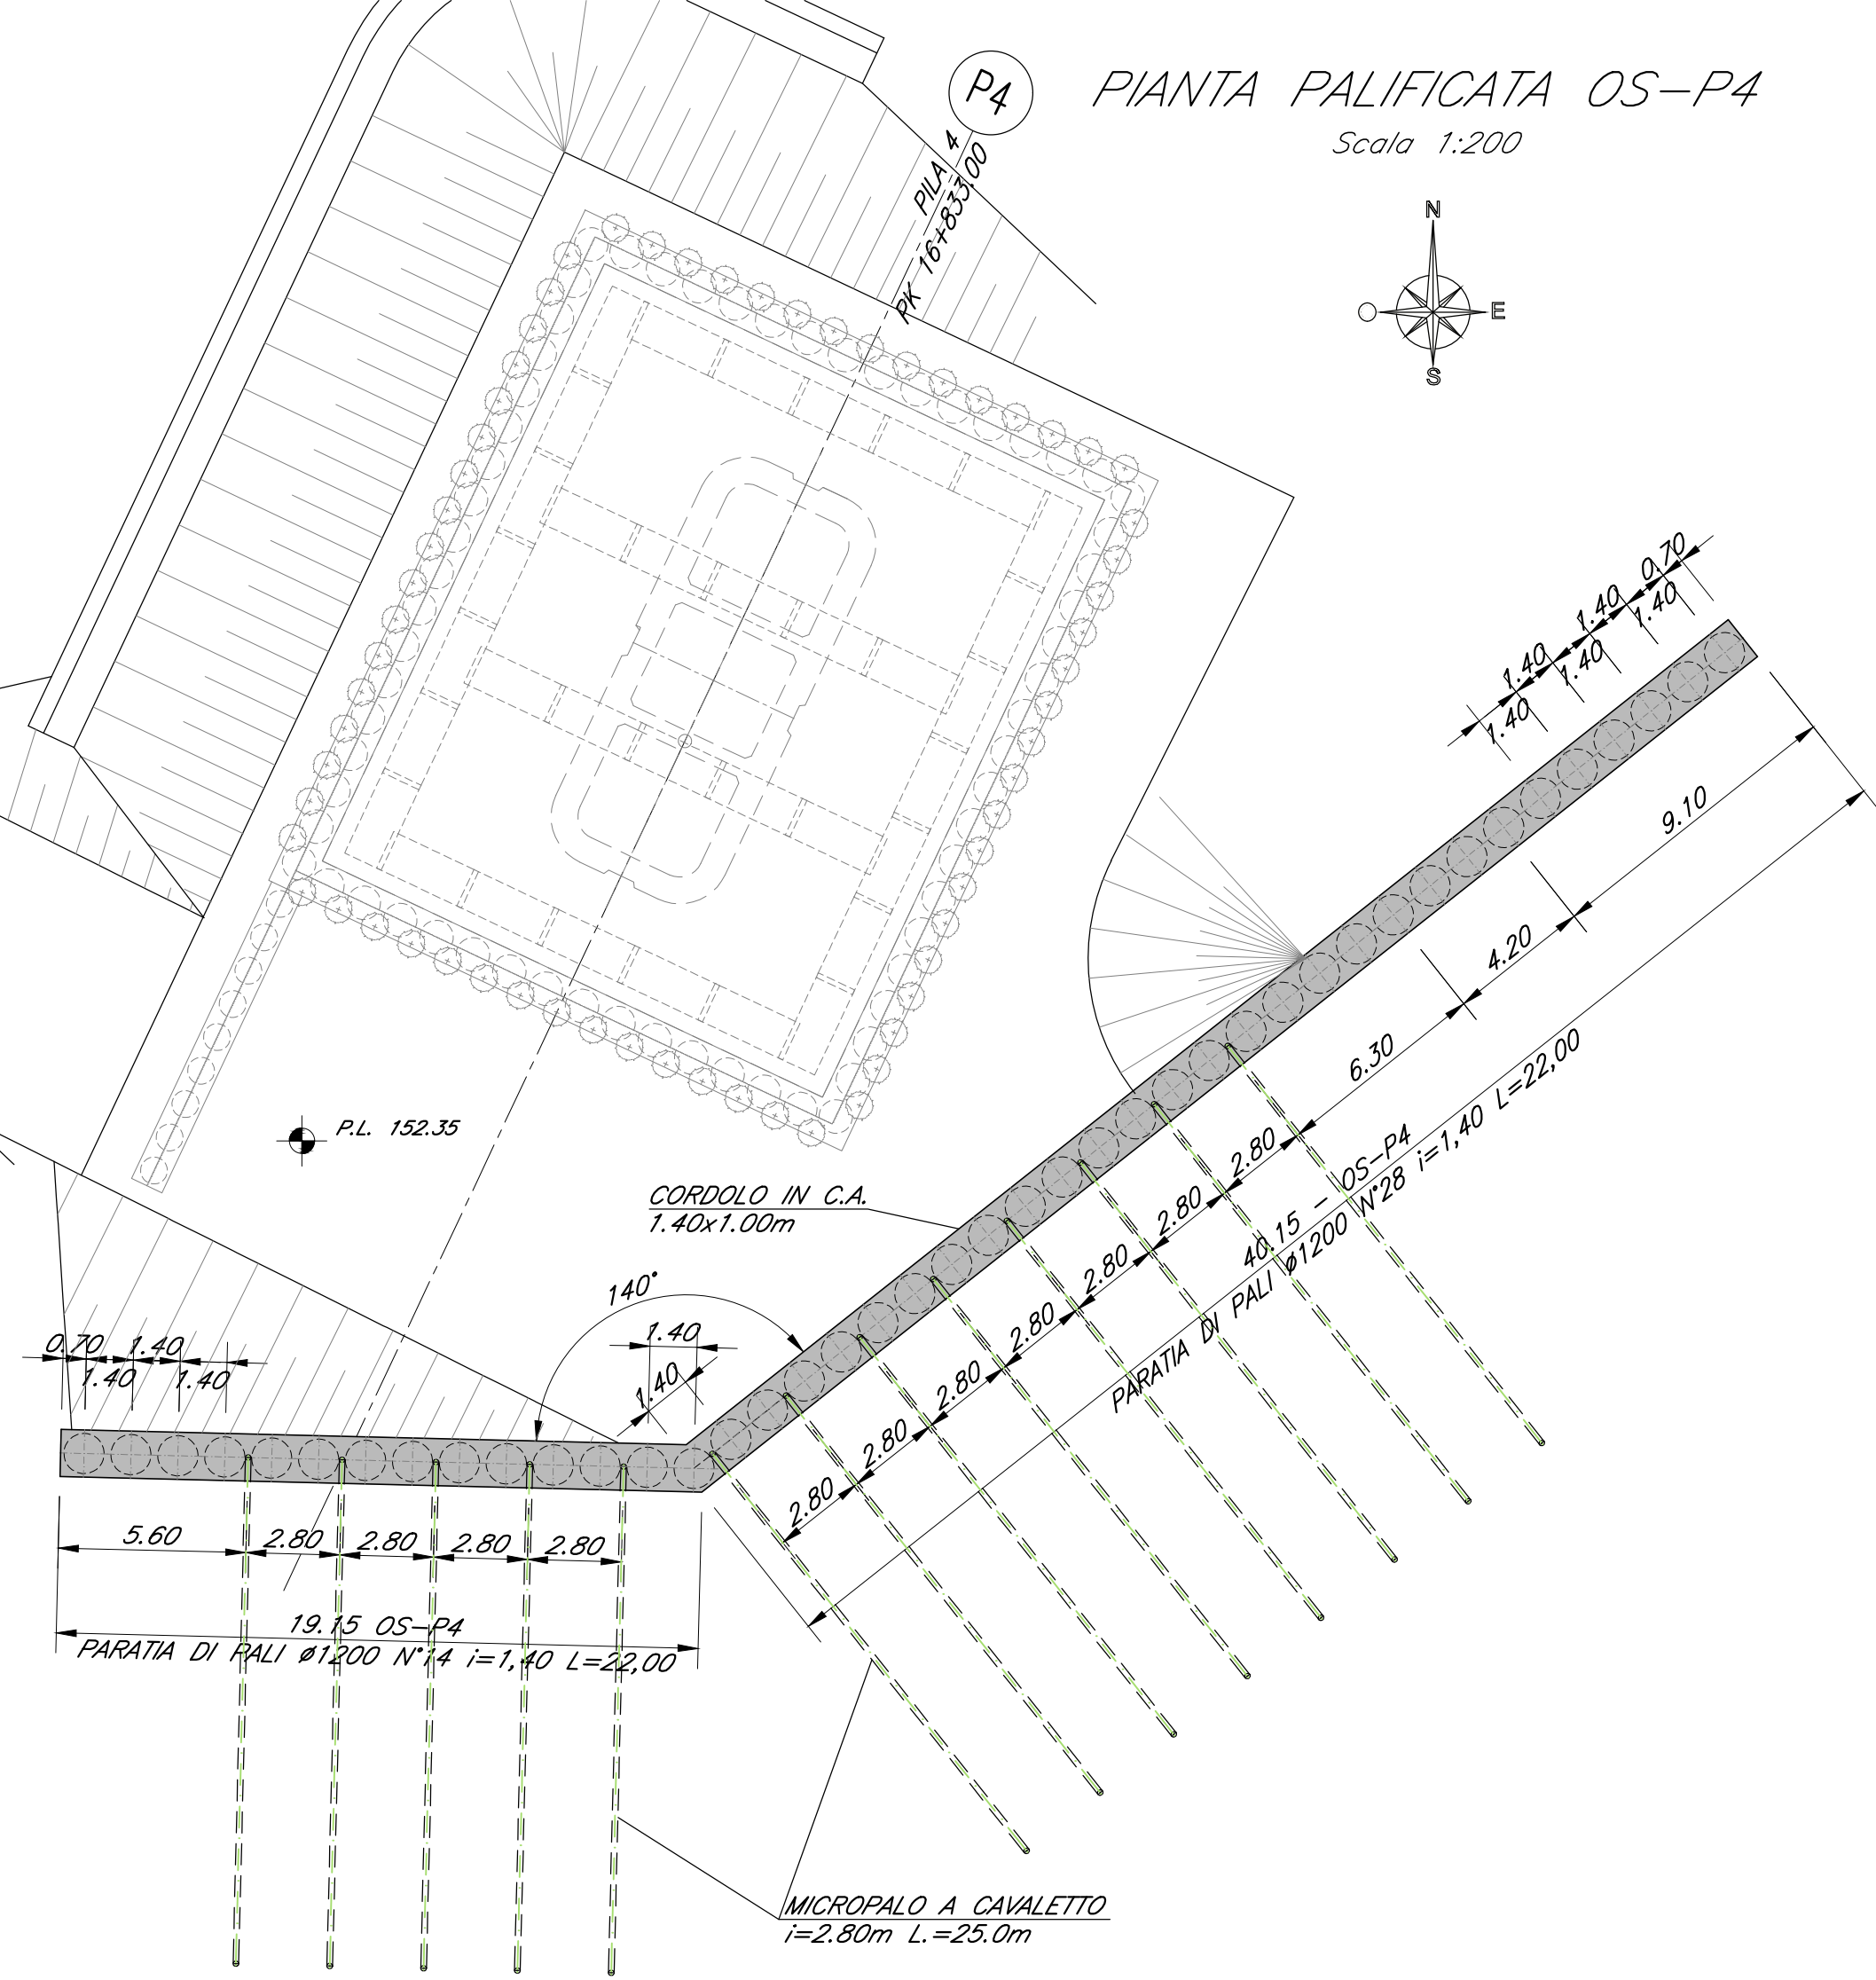 PIANTA PALIFICATA OS-P4
Scala 1:200
P4
PILA 4
PK 16+833.00
N
O
E
S
0.70
1.40
1.40
1.40
1.40
1.40
1.40
9.10
4.20
6.30
2.80
2.80
2.80
2.80
2.80
2.80
2.80
40.15 - OS-P4
PARATIA DI PALI ø1200 N°28 i=1,40 L=22,00
P.L. 152.35
CORDOLO IN C.A.
1.40x1.00m
140°
1.40
1.40
0.70
1.40
1.40
1.40
5.60
2.80
2.80
2.80
2.80
19.15 OS-P4
PARATIA DI PALI ø1200 N°14 i=1,40 L=22,00
MICROPALO A CAVALETTO
i=2.80m L.=25.0m